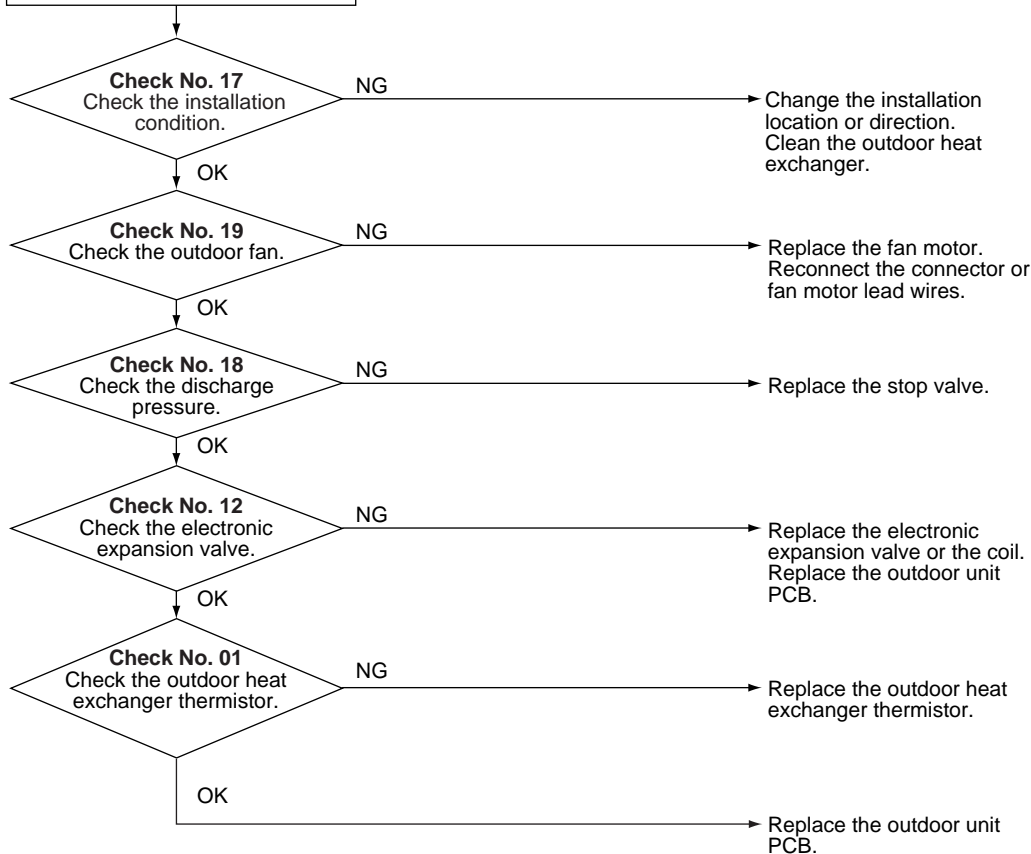 Check No. 17
Check the installation
condition.
NG
Change the installation
location or direction.
Clean the outdoor heat
exchanger.
OK
Check No. 19
Check the outdoor fan.
NG
Replace the fan motor.
Reconnect the connector or
fan motor lead wires.
OK
Check No. 18
Check the discharge
pressure.
NG
Replace the stop valve.
OK
Check No. 12
Check the electronic
expansion valve.
NG
Replace the electronic
expansion valve or the coil.
Replace the outdoor unit
PCB.
OK
Check No. 01
Check the outdoor heat
exchanger thermistor.
NG
Replace the outdoor heat
exchanger thermistor.
OK
Replace the outdoor unit
PCB.